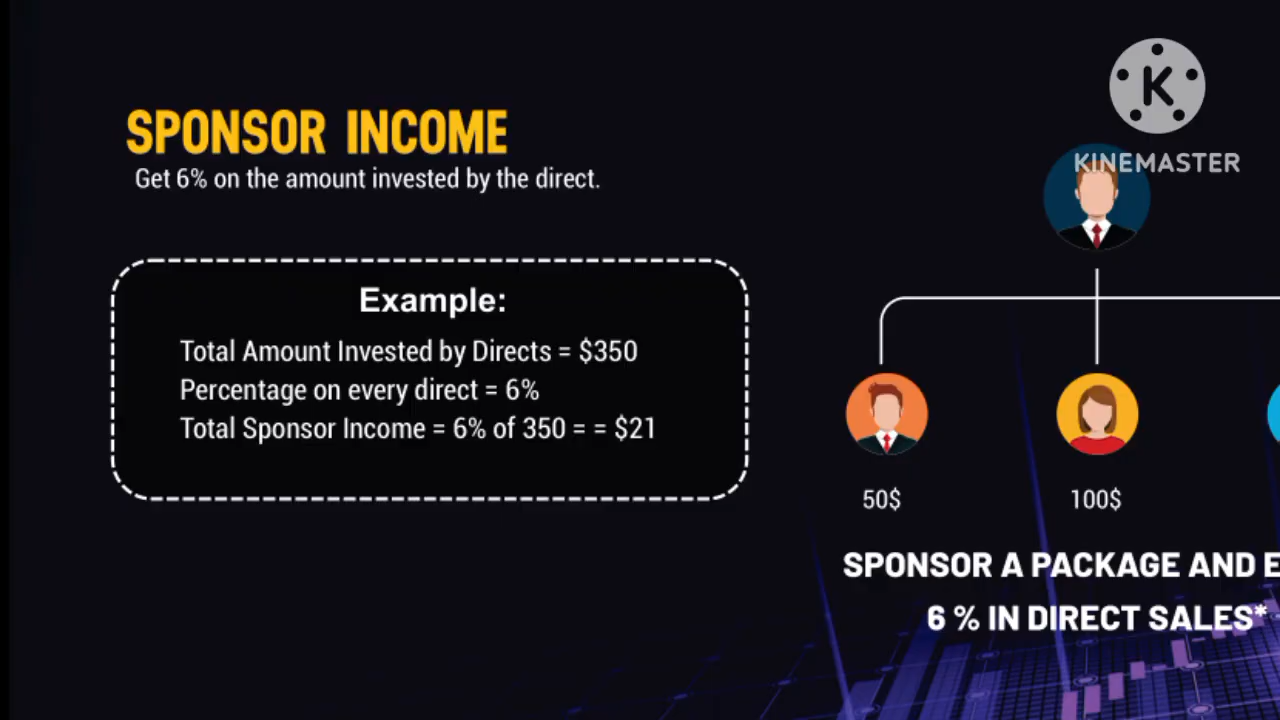 SPONSOR INCOME
Get 6% on the amount invested by the direct.
Example:
Total Amount Invested by Directs = $350
Percentage on every direct = 6%
Total Sponsor Income = 6% of 350 = = $21
K
KINEMASTER
50$
100$
SPONSOR A PACKAGE AND E
6 % IN DIRECT SALES*